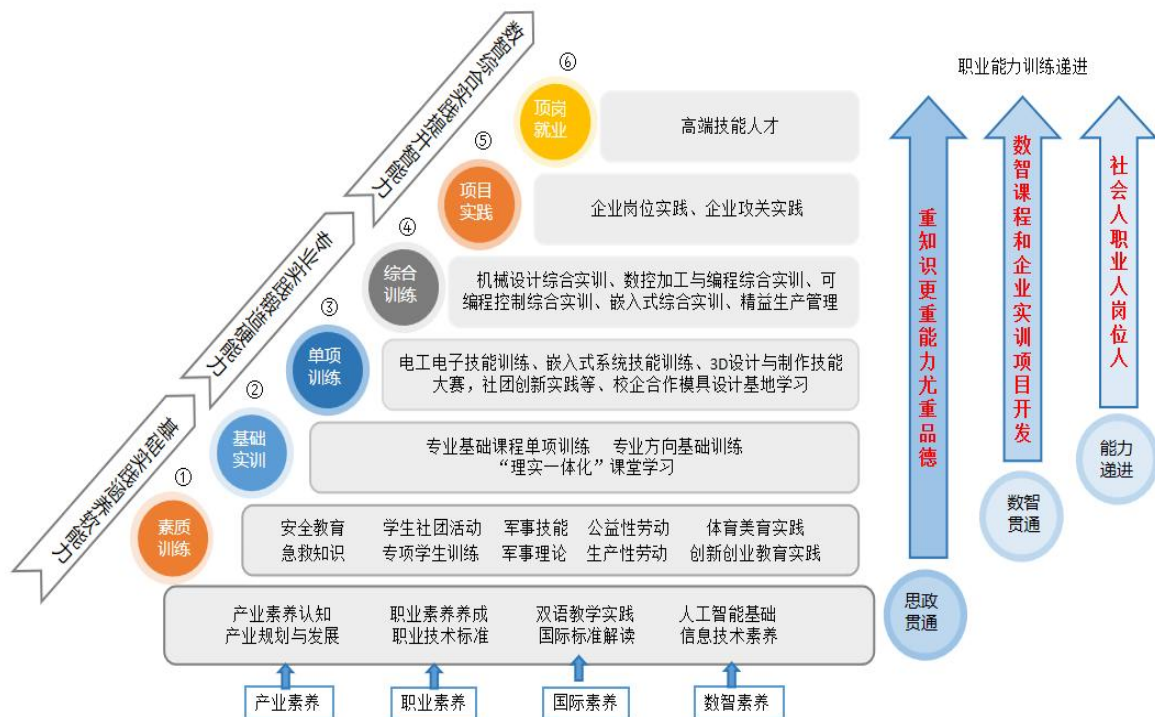 数智综合实践提升智能力
专业实践锻造硬能力
基础实践涵养软能力
⑥
顶岗
就业
高端技能人才
⑤
项目
实践
企业岗位实践、企业攻关实践
④
综合
训练
机械设计综合实训、数控加工与编程综合实训、可
编程控制综合实训、嵌入式综合实训、精益生产管理
③
单项
训练
电工电子技能训练、嵌入式系统技能训练、3D设计与制作技能
大赛，社团创新实践等、校企合作模具设计基地学习
②
基础
实训
专业基础课程单项训练 专业方向基础训练
“理实一体化”课堂学习
①
素质
训练
安全教育 学生社团活动 军事技能 公益性劳动 体育美育实践
急救知识 专项学生训练 军事理论 生产性劳动 创新创业教育实践
产业素养认知 职业素养养成 双语教学实践 人工智能基础
产业规划与发展 职业技术标准 国际标准解读 信息技术素养
产业素养 职业素养 国际素养 数智素养
职业能力训练递进
重知识更重能力尤重品德
思政
贯通
数智课程和企业实训项目开发
数智
贯通
社会人职业人岗位人
能力
递进